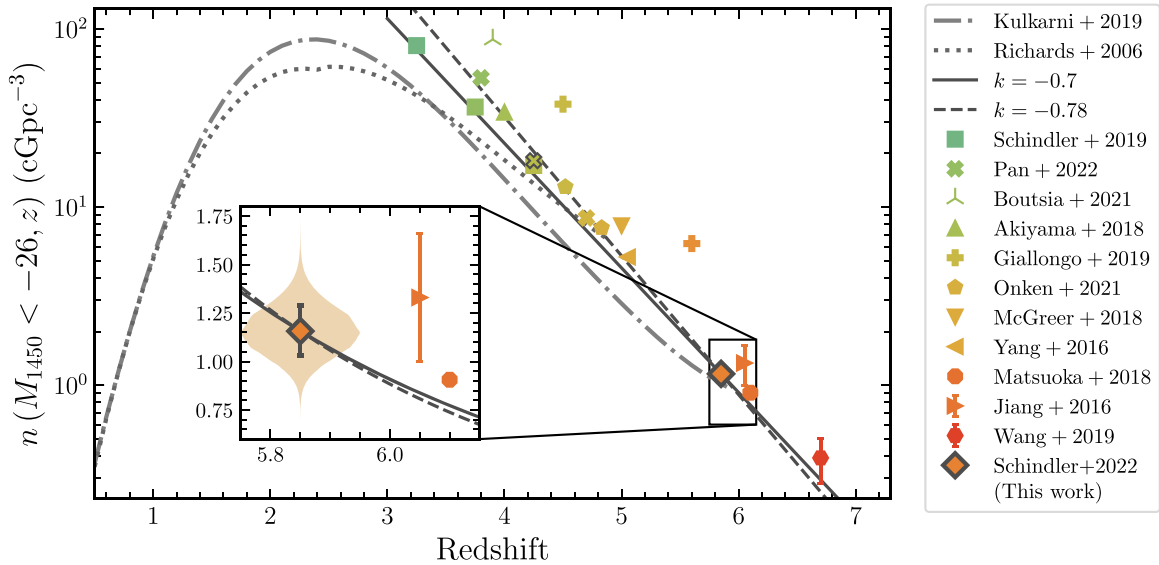 n (M₁₄₅₀ < −26, z) (cGpc⁻³)
10²
10¹
10⁰
1.75
1.50
1.25
1.00
0.75
5.8 6.0
1 2 3 4 5 6 7
Redshift
Kulkarni + 2019
Richards + 2006
k = −0.7
k = −0.78
Schindler + 2019
Pan + 2022
Boutsia + 2021
Akiyama + 2018
Giallongo + 2019
Onken + 2021
McGreer + 2018
Yang + 2016
Matsuoka + 2018
Jiang + 2016
Wang + 2019
Schindler+2022
(This work)